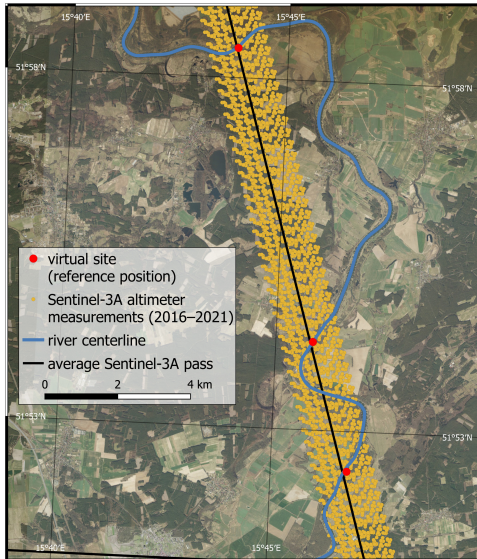 15°40'E
15°45'E
51°58'N
51°58'N
virtual site
(reference position)
Sentinel-3A altimeter
measurements (2016–2021)
river centerline
average Sentinel-3A pass
0 2 4 km
51°53'N
51°53'N
15°40'E
15°45'E